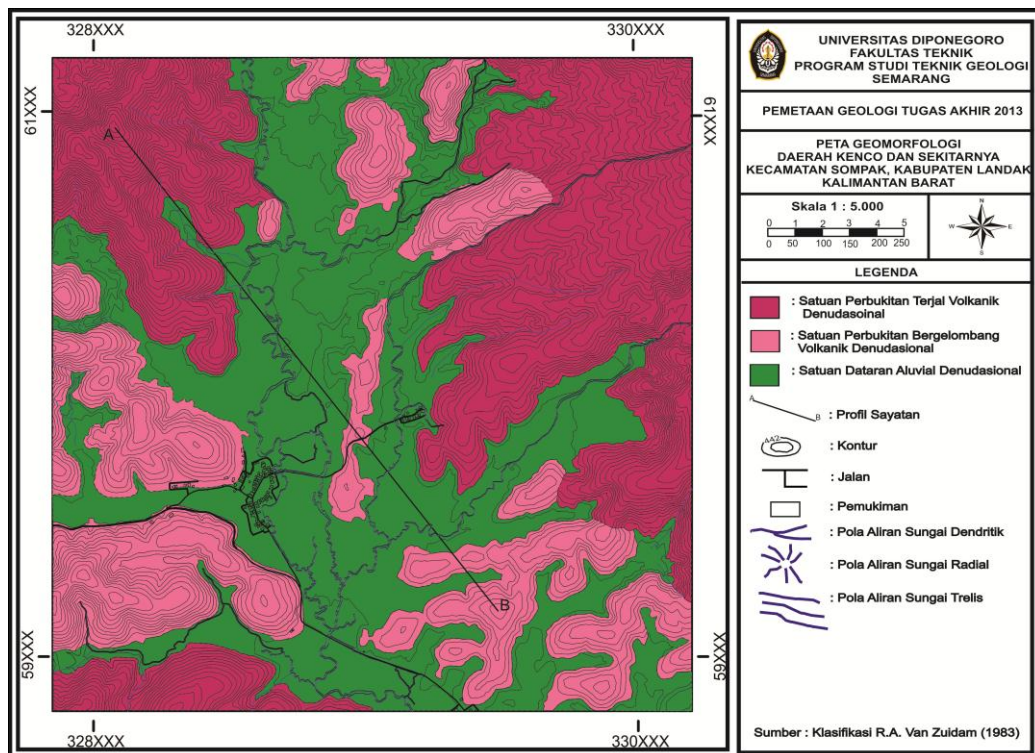 328XXX
330XXX
61XXX
61XXX
A
B
59XXX
59XXX
328XXX
330XXX
UNIVERSITAS DIPONEGORO
FAKULTAS TEKNIK
PROGRAM STUDI TEKNIK GEOLOGI
SEMARANG
PEMETAAN GEOLOGI TUGAS AKHIR 2013
PETA GEOMORFOLOGI
DAERAH KENCO DAN SEKITARNYA
KECAMATAN SOMPAK, KABUPATEN LANDAK
KALIMANTAN BARAT
Skala 1 : 5.000
0 1 2 3 4 5
0 50 100 150 200 250
N
W E
S
LEGENDA
: Satuan Perbukitan Terjal Volkanik
Denudasoinal
: Satuan Perbukitan Bergelombang
Volkanik Denudasional
: Satuan Dataran Aluvial Denudasional
A
B
: Profil Sayatan
442
: Kontur
: Jalan
: Pemukiman
: Pola Aliran Sungai Dendritik
: Pola Aliran Sungai Radial
: Pola Aliran Sungai Trelis
Sumber : Klasifikasi R.A. Van Zuidam (1983)